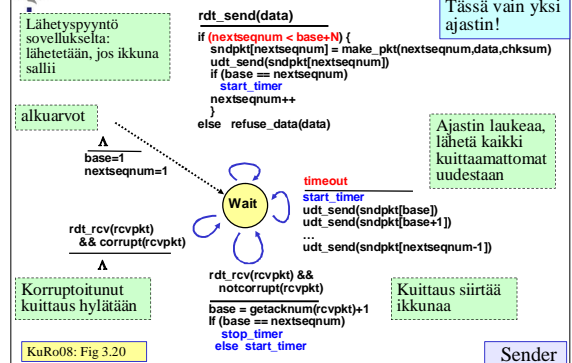 Lähetyspyyntö
sovellukselta:
lähetetään, jos ikkuna
sallii
rdt_send(data)
if (nextseqnum < base+N) {
sndpkt[nextseqnum] = make_pkt(nextseqnum,data,chksum)
udt_send(sndpkt[nextseqnum])
if (base == nextseqnum)
start_timer
nextseqnum++
}
else refuse_data(data)
Tässä vain yksi
ajastin!
alkuarvot
Λ
base=1
nextseqnum=1
Ajastin laukeaa,
lähetä kaikki
kuittaamattomat
uudestaan
Wait
timeout
start_timer
udt_send(sndpkt[base])
udt_send(sndpkt[base+1])
…
udt_send(sndpkt[nextseqnum-1])
rdt_rcv(rcvpkt)
&& corrupt(rcvpkt)
Λ
Korruptoitunut
kuittaus hylätään
rdt_rcv(rcvpkt) &&
notcorrupt(rcvpkt)
base = getacknum(rcvpkt)+1
If (base == nextseqnum)
stop_timer
else start_timer
Kuittaus siirtää
ikkunaa
KuRo08: Fig 3.20
Sender